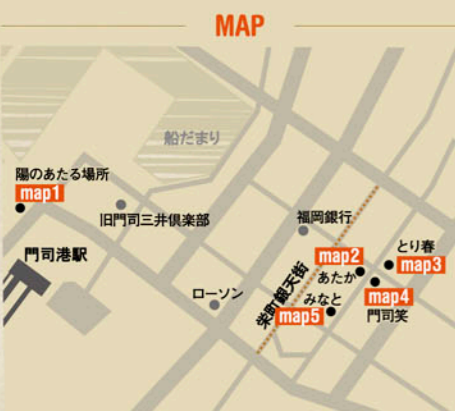 MAP
船だまり
陽のあたる場所
map1
旧門司三井倶楽部
門司港駅
福岡銀行
とり春
map2
map3
あたか
ローソン
栄町銀天街
みなと
map4
map5
門司笑